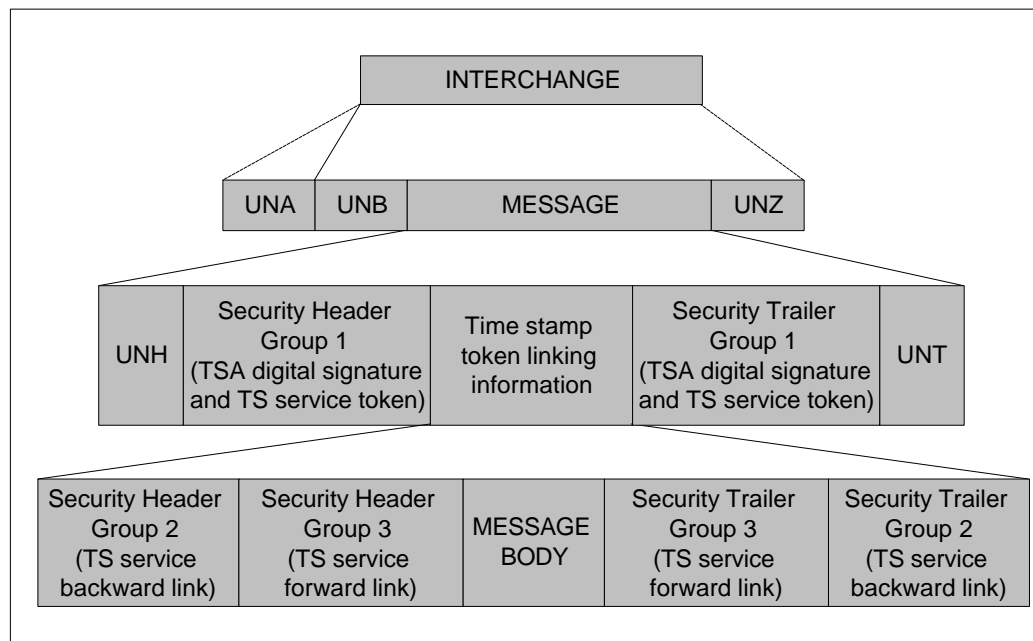 INTERCHANGE
UNA
UNB
MESSAGE
UNZ
UNH
Security Header
Group 1
(TSA digital signature
and TS service token)
Time stamp
token linking
information
Security Trailer
Group 1
(TSA digital signature
and TS service token)
UNT
Security Header
Group 2
(TS service
backward link)
Security Header
Group 3
(TS service
forward link)
MESSAGE
BODY
Security Trailer
Group 3
(TS service
forward link)
Security Trailer
Group 2
(TS service
backward link)